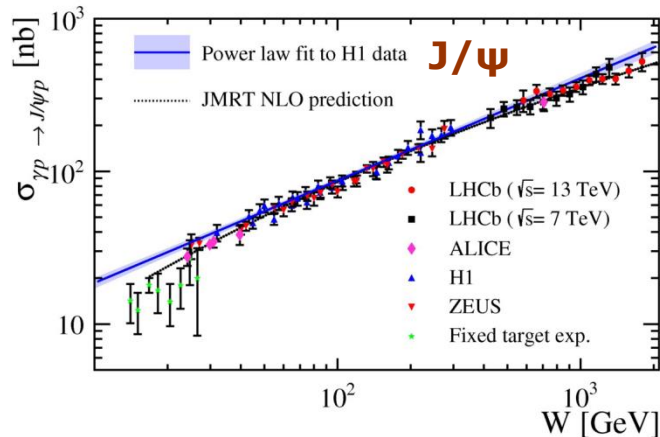 10³
10²
10
σγp → J/ψp [nb]
Power law fit to H1 data
J/ψ
JMRT NLO prediction
LHCb (√s= 13 TeV)
LHCb (√s= 7 TeV)
ALICE
H1
ZEUS
Fixed target exp.
10²
10³
W [GeV]